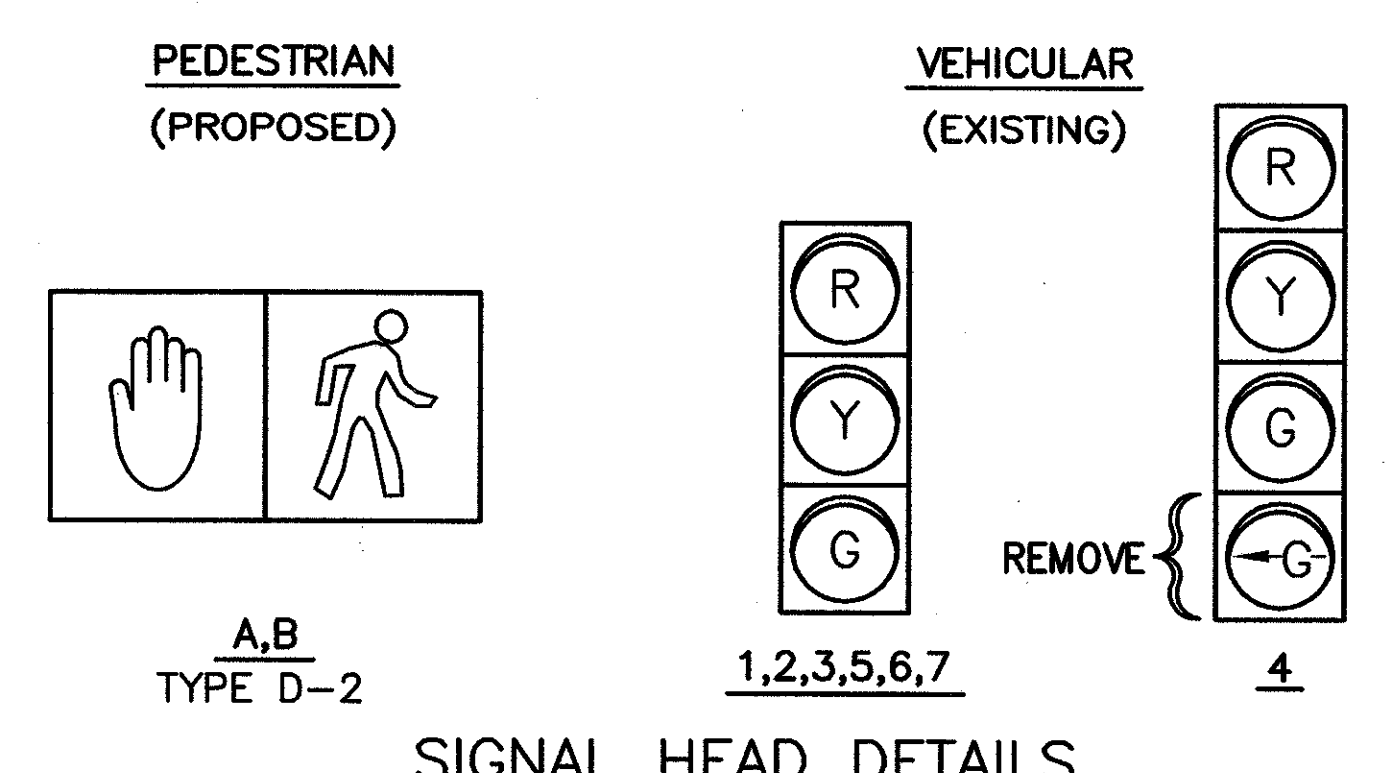 PEDESTRIAN
(PROPOSED)
A,B
TYPE D-2
VEHICULAR
(EXISTING)
R
Y
G
1,2,3,5,6,7
R
Y
G
REMOVE
G
4
SIGNAL HEAD DETAILS